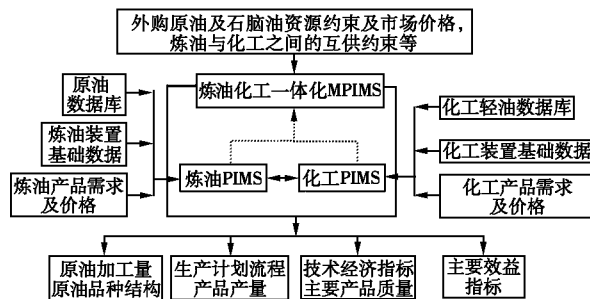 外购原油及石脑油资源约束及市场价格，
炼油与化工之间的互供约束等
原油
数据库
炼油化工一体化MPIMS
化工轻油数据库
炼油装置
基础数据
化工装置基础数据
炼油产品需求
及价格
炼油PIMS
化工PIMS
化工产品需求
及价格
原油加工量
原油品种结构
生产计划流程
产品产量
技术经济指标
主要产品质量
主要效益
指标